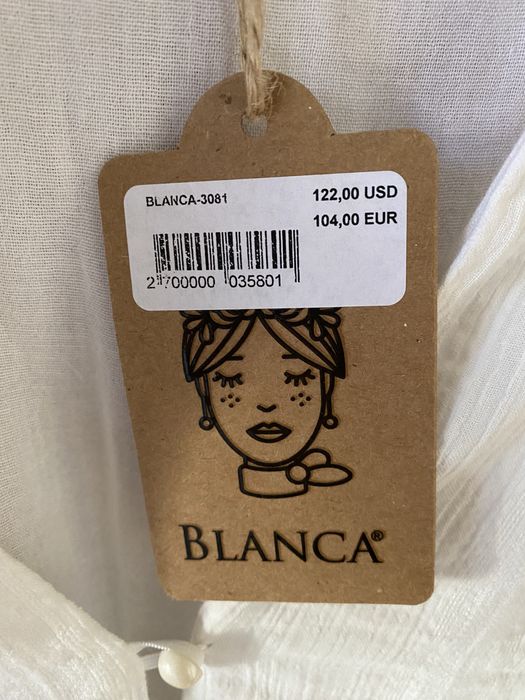 BLANCA-3081
122,00 USD
104,00 EUR
2 700000 035801
BLANCA®